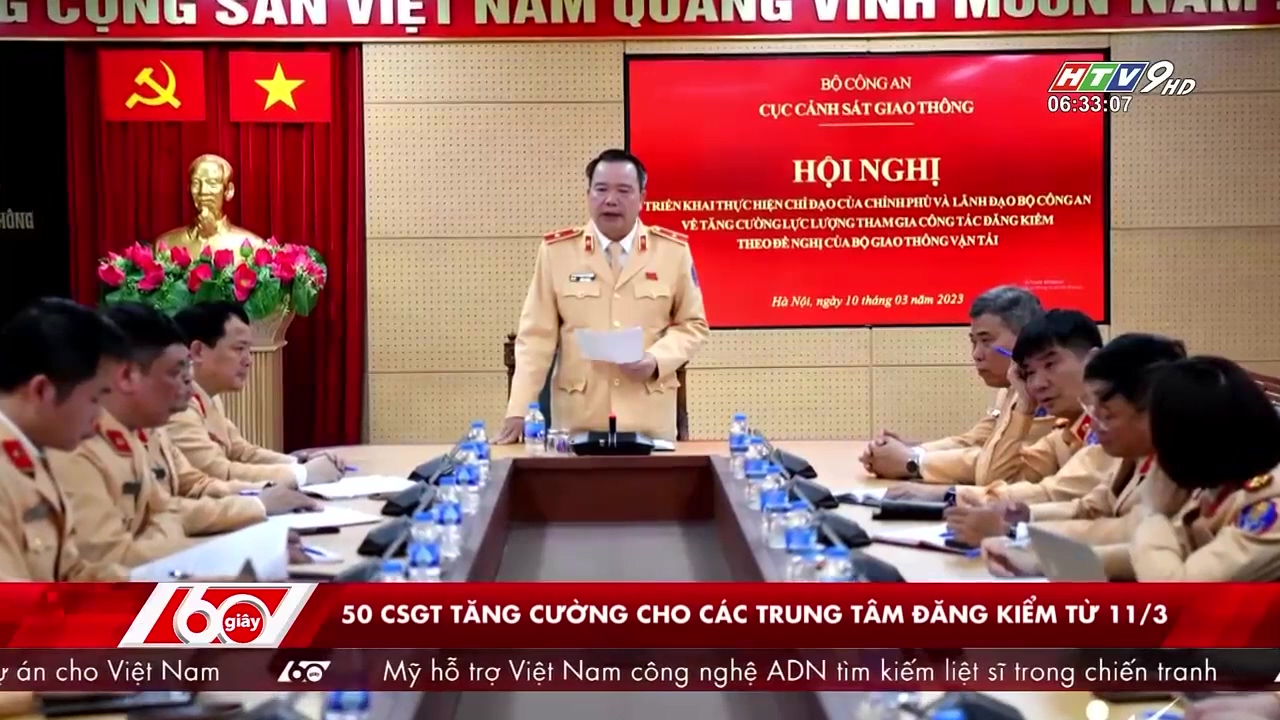 G CỘNG SẢN VIỆT NAM QUANG VINH MUÔN NĂM
HTV9 HD
06:33:07
BỘ CÔNG AN
CỤC CẢNH SÁT GIAO THÔNG
HỘI NGHỊ
TRIỂN KHAI THỰC HIỆN CHỈ ĐẠO CỦA CHÍNH PHỦ VÀ LÃNH ĐẠO BỘ CÔNG AN
VỀ TĂNG CƯỜNG LỰC LƯỢNG THAM GIA CÔNG TÁC ĐĂNG KIỂM
THEO ĐỀ NGHỊ CỦA BỘ GIAO THÔNG VẬN TẢI
Hà Nội, ngày 10 tháng 03 năm 2023
HÔNG
60 giây
50 CSGT TĂNG CƯỜNG CHO CÁC TRUNG TÂM ĐĂNG KIỂM TỪ 11/3
ự án cho Việt Nam 60 giây Mỹ hỗ trợ Việt Nam công nghệ ADN tìm kiếm liệt sĩ trong chiến tranh